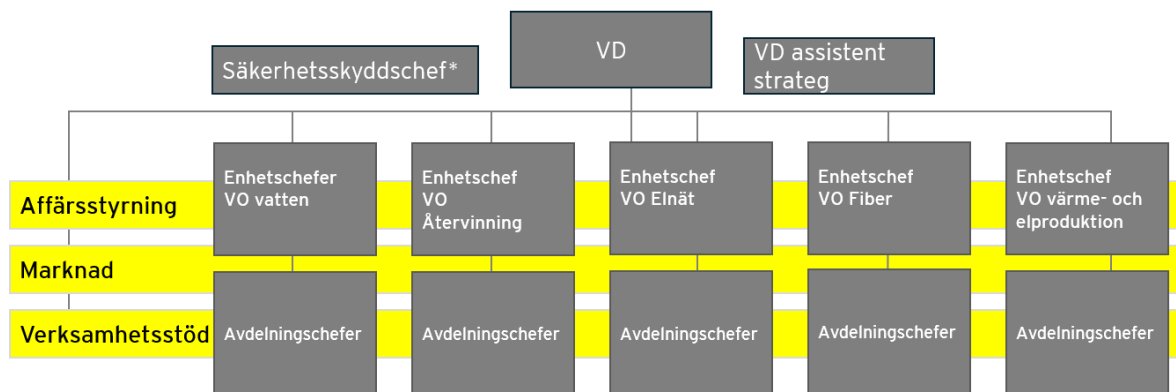 VD
Säkerhetsskyddschef*
VD assistent
strateg
Enhetschefer
VO vatten
Enhetschef
VO
Återvinning
Enhetschef
VO Elnät
Enhetschef
VO Fiber
Enhetschef
VO värme- och
elproduktion
Affärsstyrning
Marknad
Verksamhetsstöd
Avdelningschefer
Avdelningschefer
Avdelningschefer
Avdelningschefer
Avdelningschefer